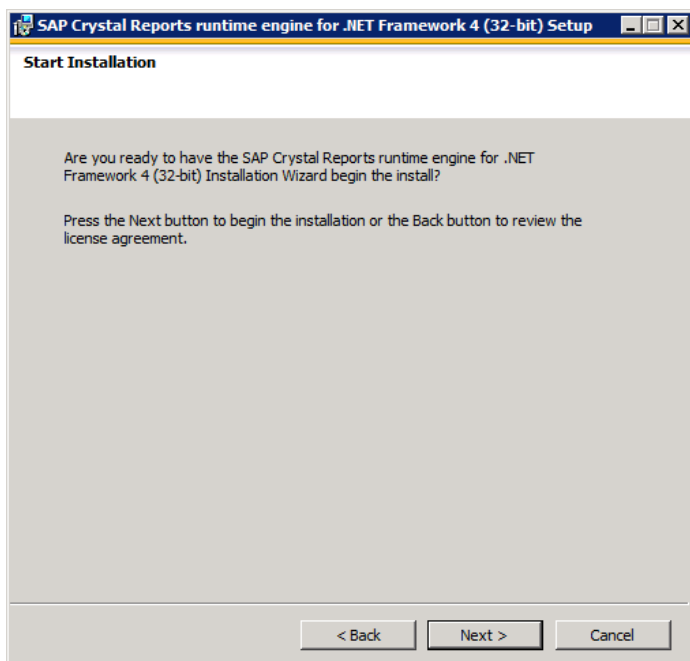 SAP Crystal Reports runtime engine for .NET Framework 4 (32-bit) Setup
Start Installation
Are you ready to have the SAP Crystal Reports runtime engine for .NET
Framework 4 (32-bit) Installation Wizard begin the install?
Press the Next button to begin the installation or the Back button to review the
license agreement.
< Back
Next >
Cancel